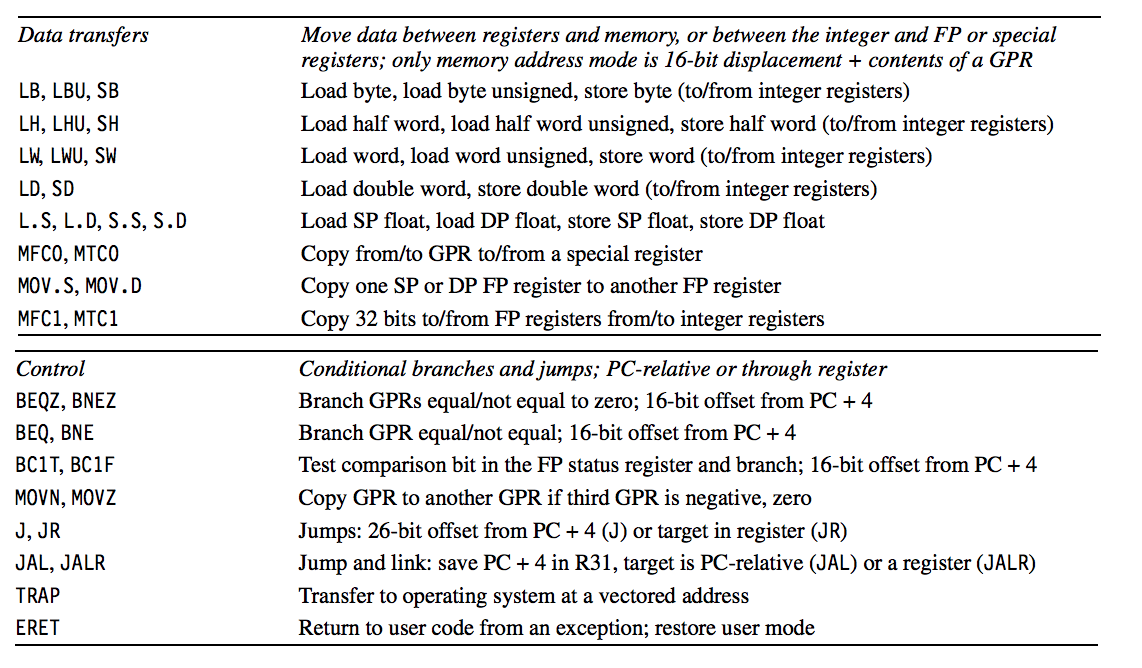 Data transfers Move data between registers and memory, or between the integer and FP or special
registers; only memory address mode is 16-bit displacement + contents of a GPR
LB, LBU, SB Load byte, load byte unsigned, store byte (to/from integer registers)
LH, LHU, SH Load half word, load half word unsigned, store half word (to/from integer registers)
LW, LWU, SW Load word, load word unsigned, store word (to/from integer registers)
LD, SD Load double word, store double word (to/from integer registers)
L.S, L.D, S.S, S.D Load SP float, load DP float, store SP float, store DP float
MFC0, MTC0 Copy from/to GPR to/from a special register
MOV.S, MOV.D Copy one SP or DP FP register to another FP register
MFC1, MTC1 Copy 32 bits to/from FP registers from/to integer registers
Control Conditional branches and jumps; PC-relative or through register
BEQZ, BNEZ Branch GPRs equal/not equal to zero; 16-bit offset from PC + 4
BEQ, BNE Branch GPR equal/not equal; 16-bit offset from PC + 4
BC1T, BC1F Test comparison bit in the FP status register and branch; 16-bit offset from PC + 4
MOVN, MOVZ Copy GPR to another GPR if third GPR is negative, zero
J, JR Jumps: 26-bit offset from PC + 4 (J) or target in register (JR)
JAL, JALR Jump and link: save PC + 4 in R31, target is PC-relative (JAL) or a register (JALR)
TRAP Transfer to operating system at a vectored address
ERET Return to user code from an exception; restore user mode